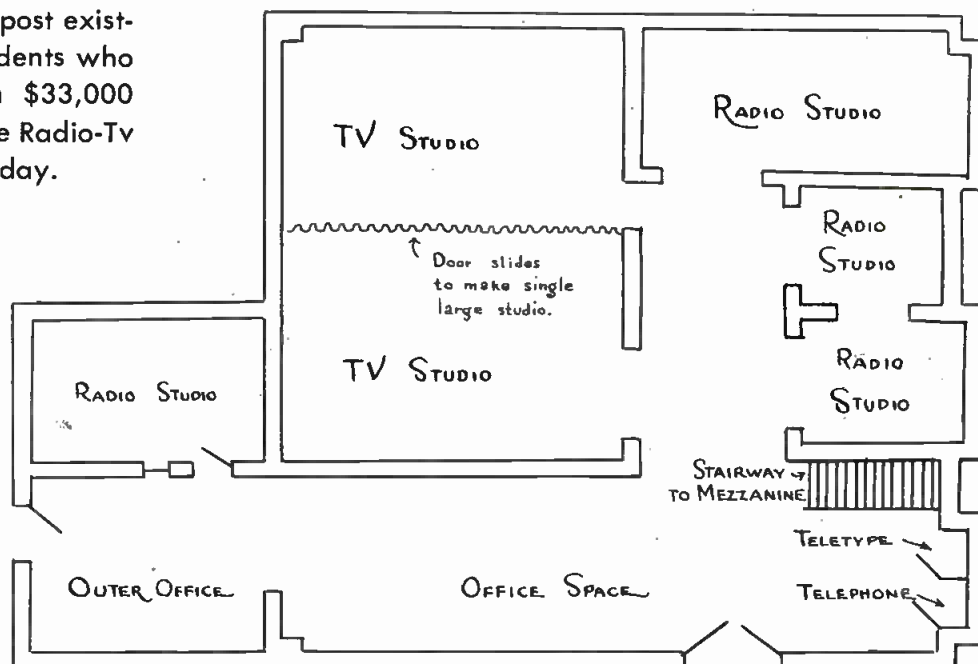 post exist-
dents who
$33,000
e Radio-Tv
day.
TV STUDIO
RADIO STUDIO
RADIO
STUDIO
Door slides
to make single
large studio.
TV STUDIO
RADIO STUDIO
RADIO
STUDIO
STAIRWAY
TO MEZZANINE
TELETYPE
TELEPHONE
OUTER OFFICE
OFFICE SPACE